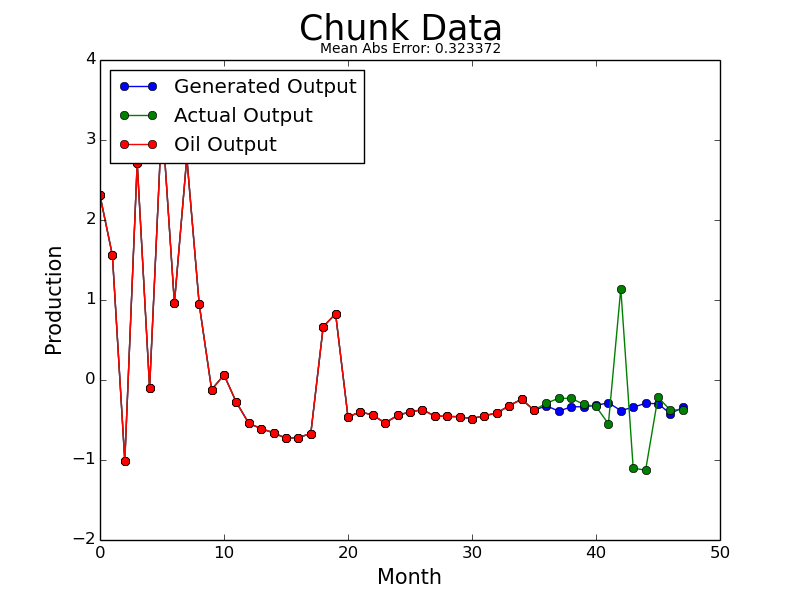 Chunk Data
Mean Abs Error: 0.323372
Generated Output
Actual Output
Oil Output
4
3
2
1
0
−1
−2
Production
0 10 20 30 40 50
Month